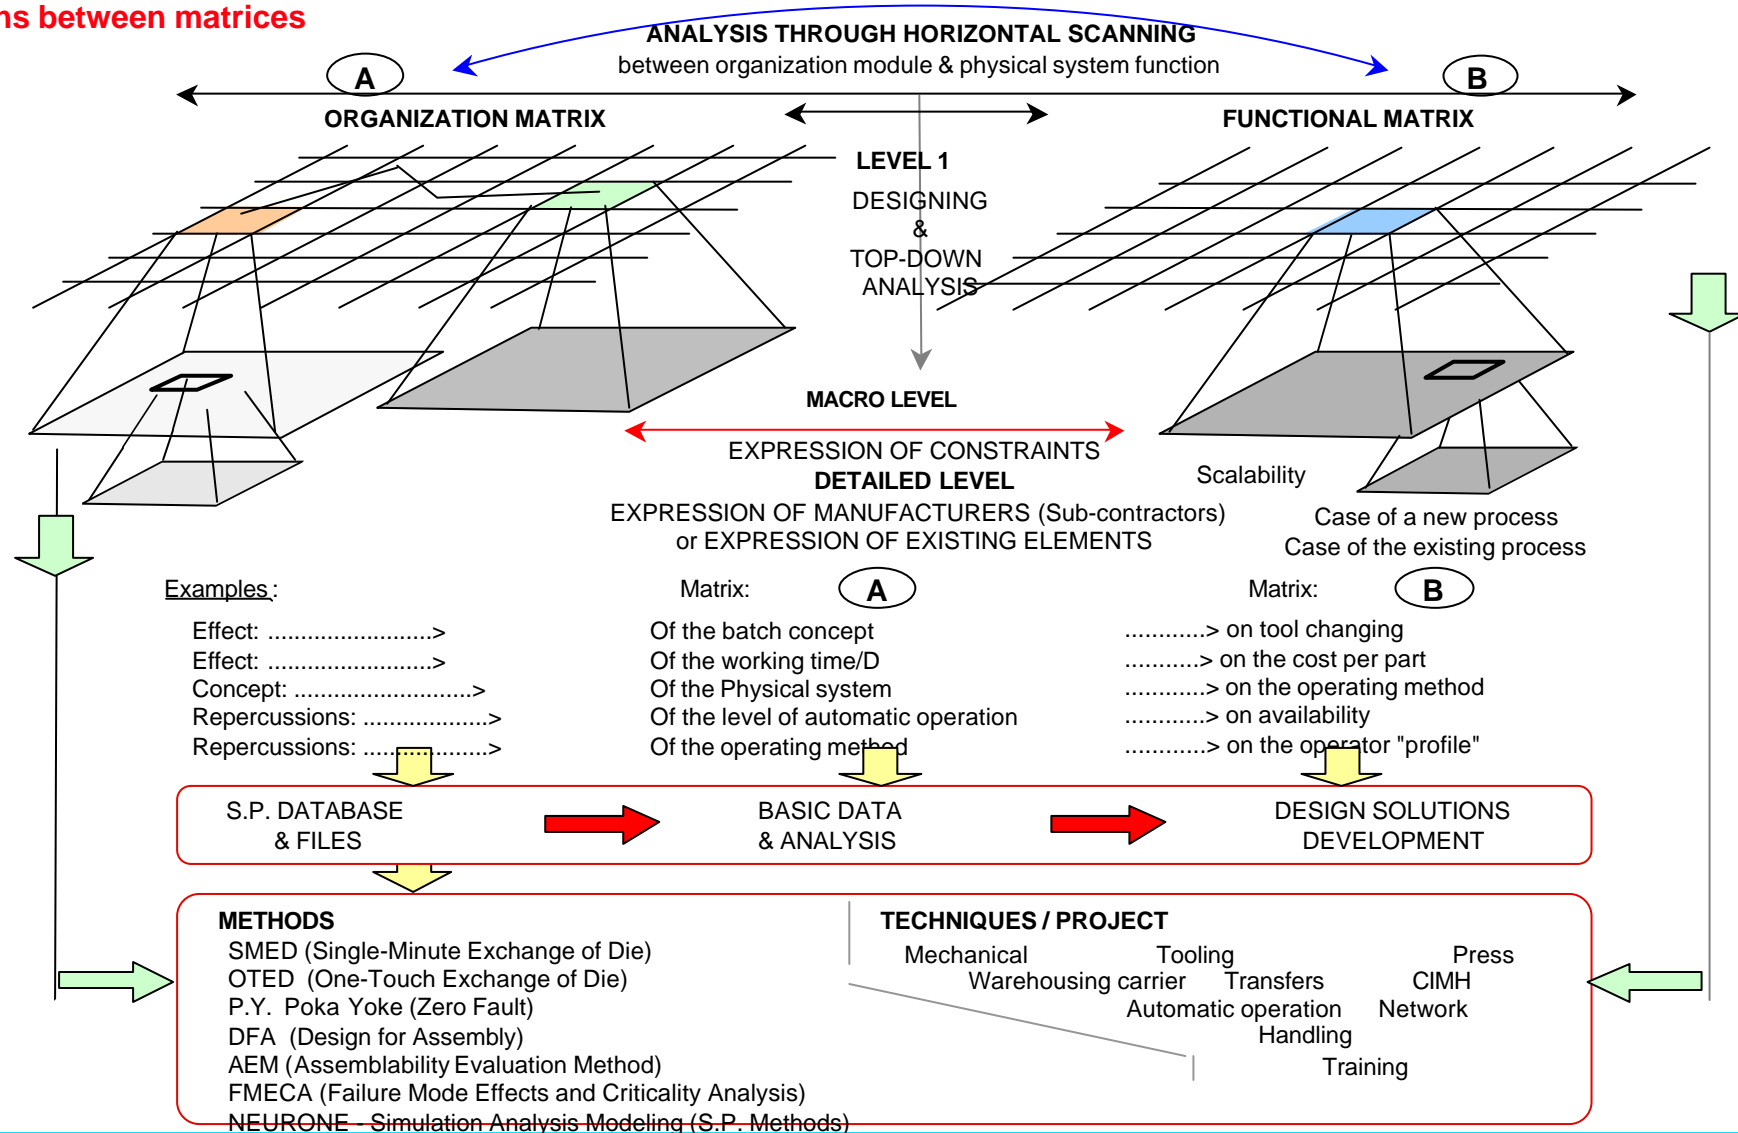 ns between matrices
ANALYSIS THROUGH HORIZONTAL SCANNING
between organization module & physical system function
A
B
ORGANIZATION MATRIX
FUNCTIONAL MATRIX
LEVEL 1
DESIGNING
&
TOP-DOWN
ANALYSIS
MACRO LEVEL
EXPRESSION OF CONSTRAINTS
DETAILED LEVEL
EXPRESSION OF MANUFACTURERS (Sub-contractors)
or EXPRESSION OF EXISTING ELEMENTS
Scalability
Case of a new process
Case of the existing process
Examples :
Matrix: A
Matrix: B
Effect: ........................> Of the batch concept ............> on tool changing
Effect: ........................> Of the working time/D ...........> on the cost per part
Concept: ..........................> Of the Physical system ............> on the operating method
Repercussions: ...................> Of the level of automatic operation ............> on availability
Repercussions: ...................> Of the operating method ............> on the operator "profile"
S.P. DATABASE
& FILES
BASIC DATA
& ANALYSIS
DESIGN SOLUTIONS
DEVELOPMENT
METHODS
SMED (Single-Minute Exchange of Die)
OTED (One-Touch Exchange of Die)
P.Y. Poka Yoke (Zero Fault)
DFA (Design for Assembly)
AEM (Assemblability Evaluation Method)
FMECA (Failure Mode Effects and Criticality Analysis)
NEURONE - Simulation Analysis Modeling (S.P. Methods)
TECHNIQUES / PROJECT
Mechanical Tooling Press
Warehousing carrier Transfers CIMH
Automatic operation Network
Handling
Training